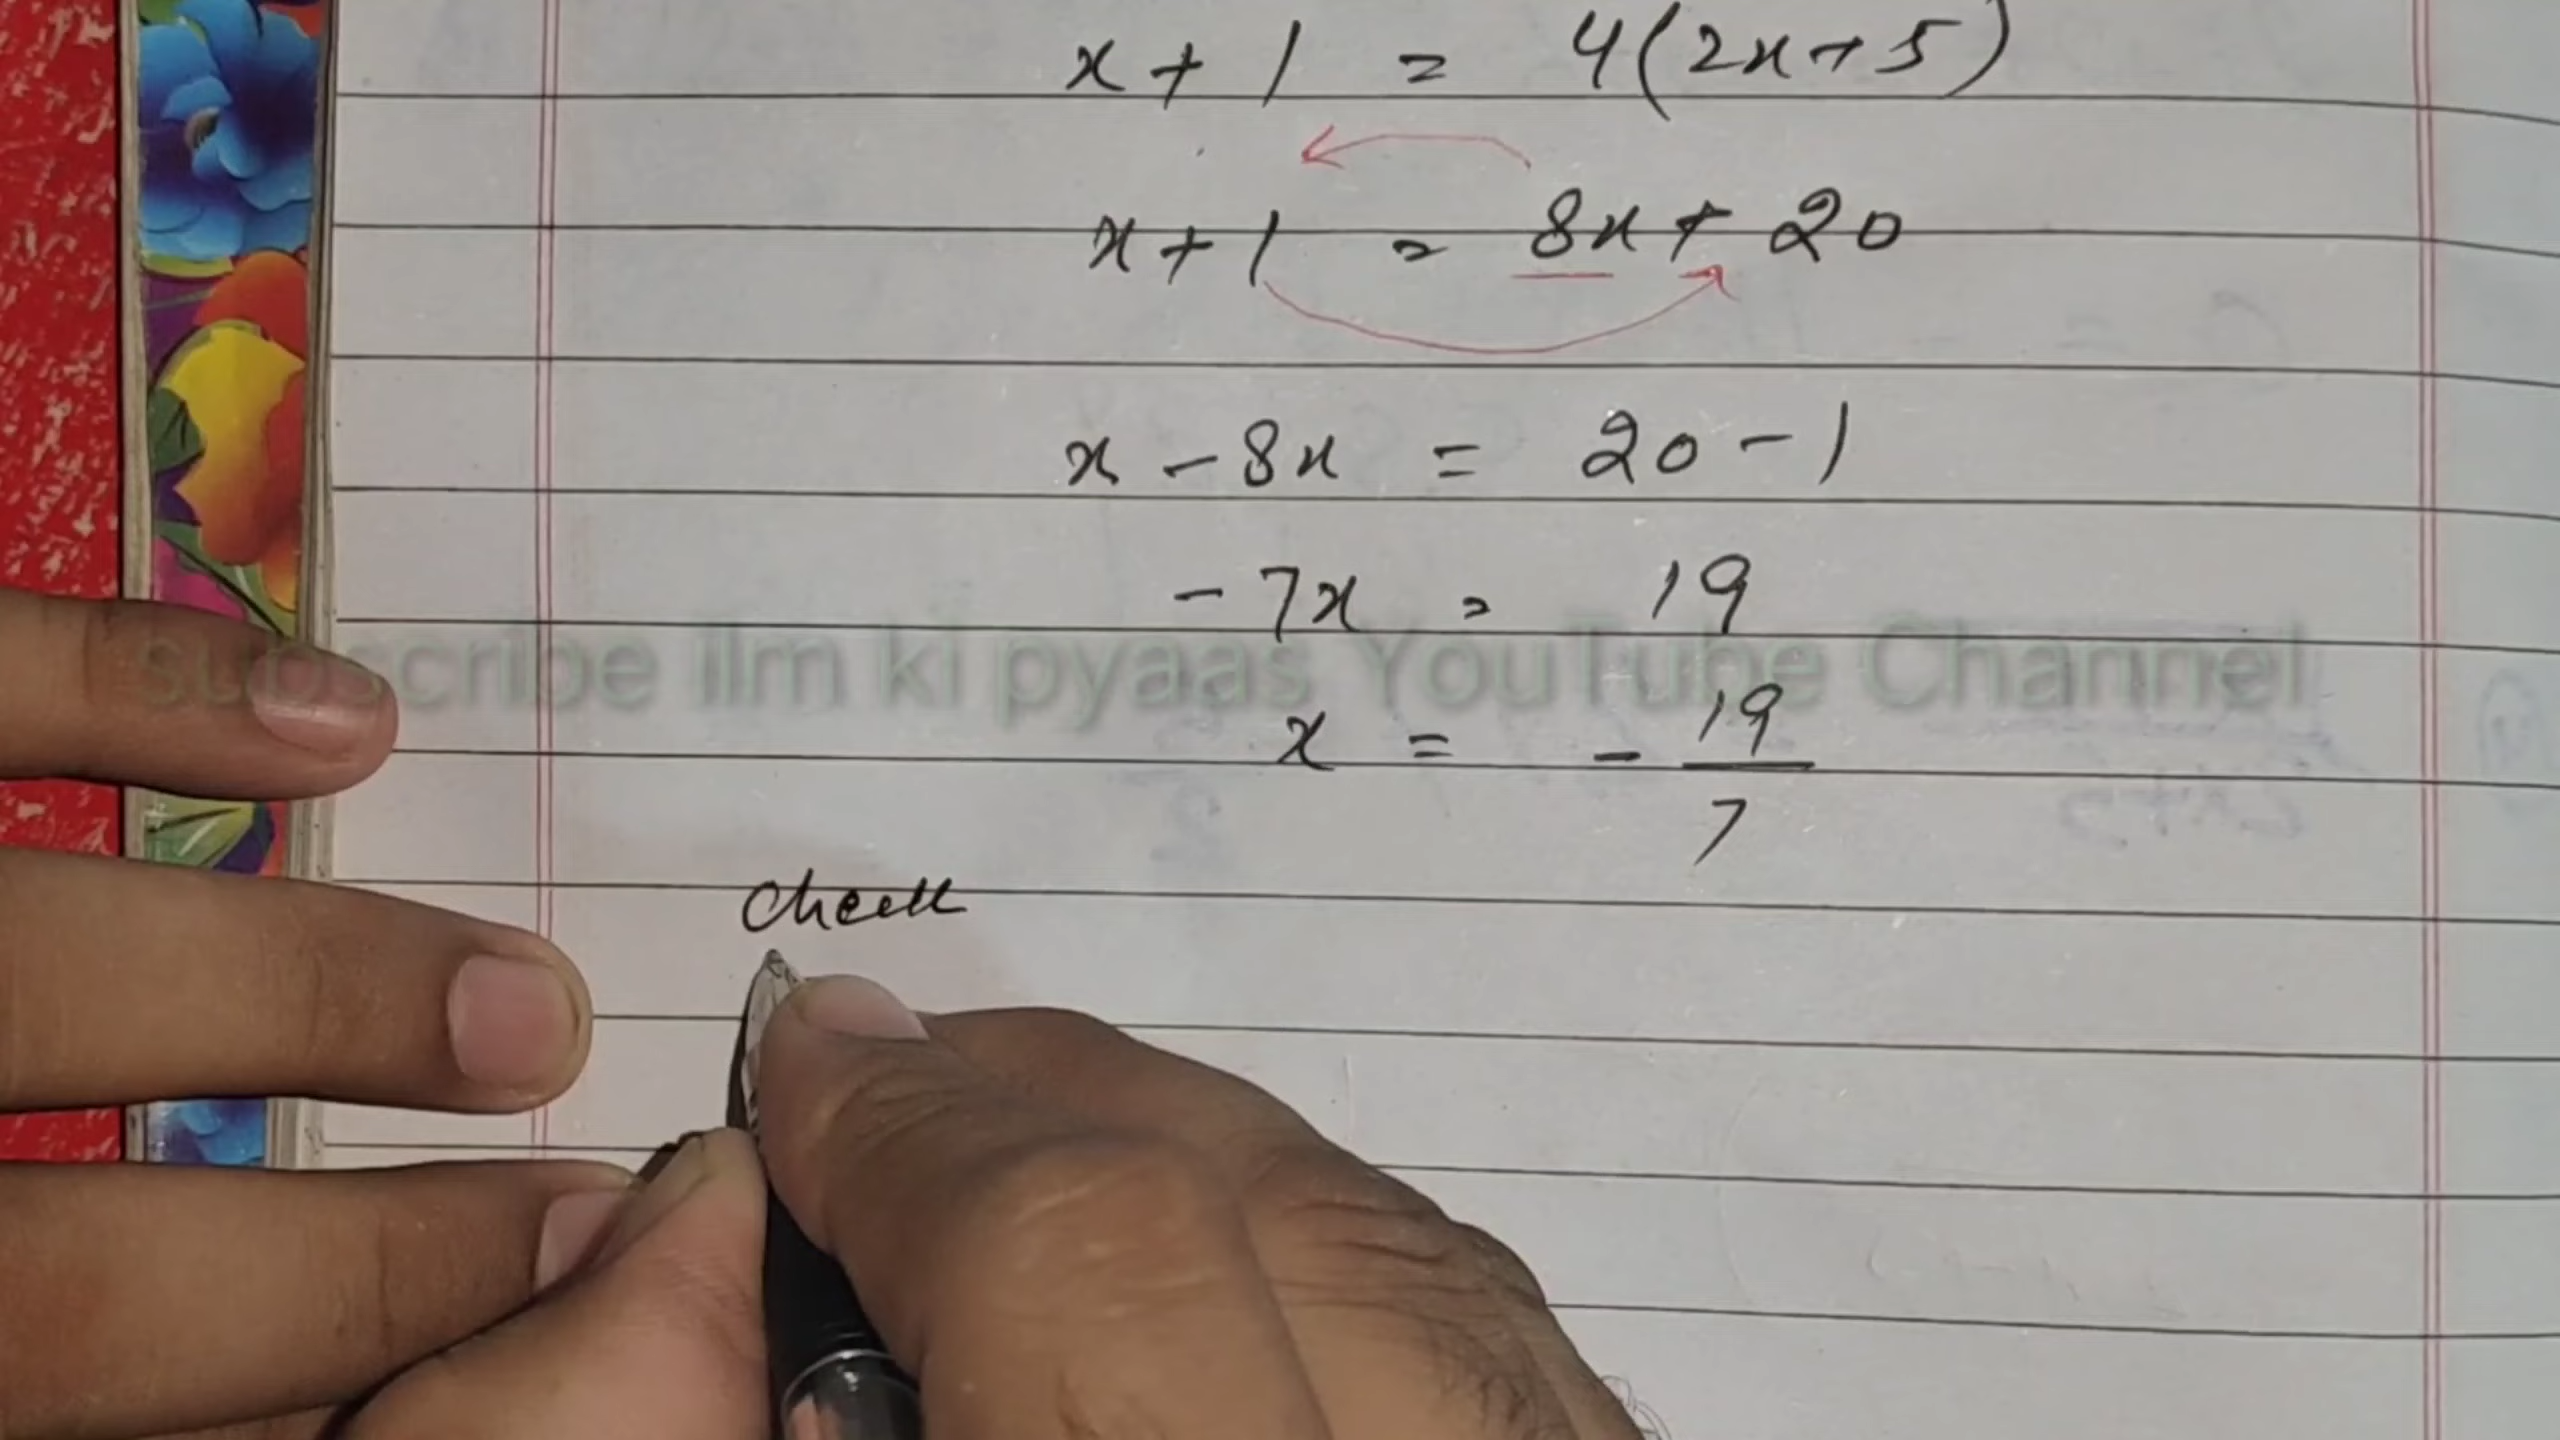 x + 1 = 4(2x+5)
x + 1 = 8x + 20
x - 8x = 20 - 1
- 7x = 19
subscribe ilm ki pyaas YouTube Channel
x = - 19/7
check